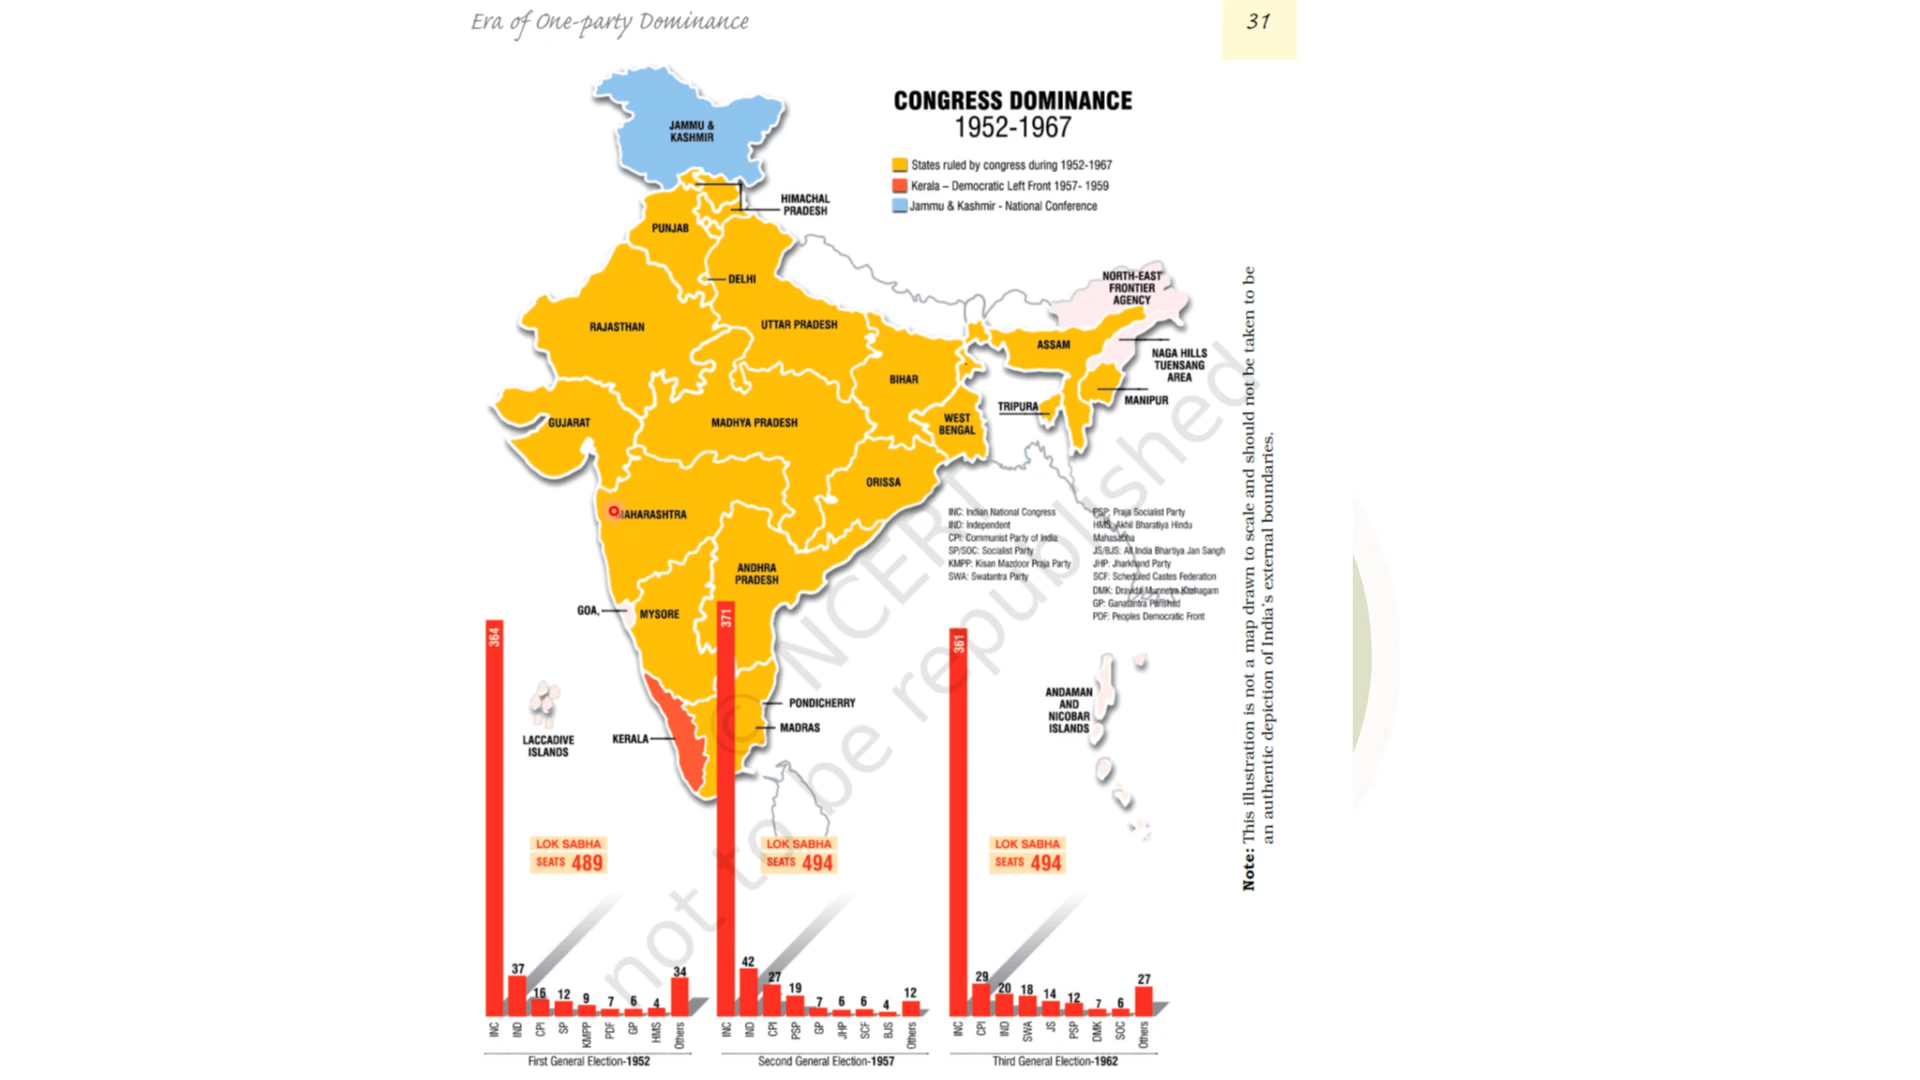 Era of One-party Dominance
31
CONGRESS DOMINANCE
1952-1967
States ruled by congress during 1952-1967
Kerala – Democratic Left Front 1957- 1959
Jammu & Kashmir - National Conference
JAMMU &
KASHMIR
HIMACHAL
PRADESH
PUNJAB
DELHI
RAJASTHAN
UTTAR PRADESH
NORTH-EAST
FRONTIER
AGENCY
ASSAM
NAGA HILLS
TUENSANG
AREA
BIHAR
MANIPUR
TRIPURA
GUJARAT
MADHYA PRADESH
WEST
BENGAL
ORISSA
MAHARASHTRA
ANDHRA
PRADESH
GOA,
MYSORE
PONDICHERRY
MADRAS
KERALA
LACCADIVE
ISLANDS
ANDAMAN
AND
NICOBAR
ISLANDS
INC: Indian National Congress
IND: Independent
CPI: Communist Party of India
SP/SOC: Socialist Party
KMPP: Kisan Mazdoor Praja Party
SWA: Swatantra Party
PSP: Praja Socialist Party
HMS: Akhil Bharatiya Hindu
Mahasabha
JS/BJS: All India Bhartiya Jan Sangh
JHP: Jharkhand Party
SCF: Scheduled Castes Federation
DMK: Dravida Munnetra Kazhagam
GP: Ganatantra Parishad
PDF: Peoples Democratic Front
Note: This illustration is not a map drawn to scale and should not be taken to be
an authentic depiction of India's external boundaries.
© NCERT
not to be republished
LOK SABHA
SEATS 489
364
37
16
12
9
7
6
4
34
INC
IND
CPI
SP
KMPP
PDF
GP
HMS
Others
First General Election-1952
LOK SABHA
SEATS 494
371
42
27
19
7
6
6
4
12
INC
IND
CPI
PSP
GP
JHP
SCF
BJS
Others
Second General Election-1957
LOK SABHA
SEATS 494
361
29
20
18
14
12
7
6
27
INC
CPI
IND
SWA
JS
PSP
DMK
SOC
Others
Third General Election-1962